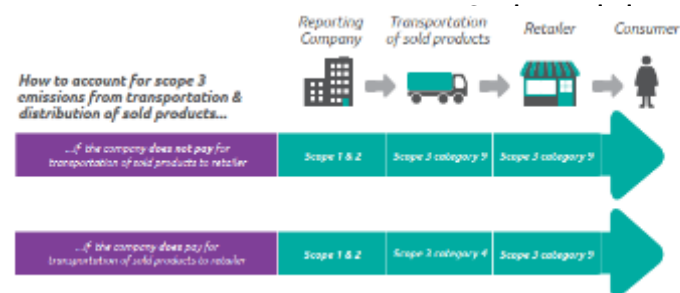 Reporting Company
Transportation of sold products
Retailer
Consumer
How to account for scope 3
emissions from transportation &
distribution of sold products...
...if the company does not pay for
transportation of sold products to retailer
Scope 1 & 2
Scope 3 category 9
Scope 3 category 9
...if the company does pay for
transportation of sold products to retailer
Scope 1 & 2
Scope 3 category 4
Scope 3 category 9